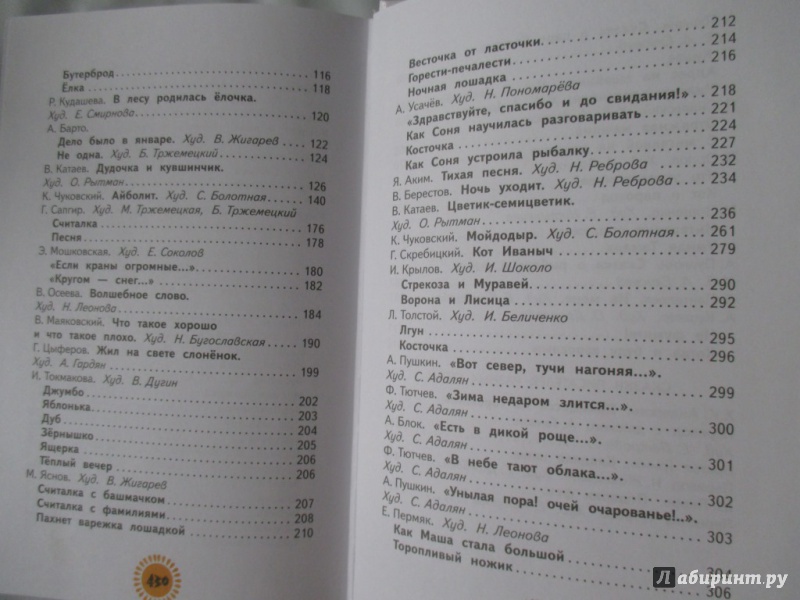 Бутерброд 116
Ёлка 118
Р. Кудашева. В лесу родилась ёлочка.
Худ. Е. Смирнова 120
А. Барто.
Дело было в январе. Худ. В. Жигарев 122
Не одна. Худ. Б. Тржемецкий 124
В. Катаев. Дудочка и кувшинчик.
Худ. О. Рытман 126
К. Чуковский. Айболит. Худ. С. Болотная 140
Г. Сапгир. Худ. М. Тржемецкая, Б. Тржемецкий
Считалка 176
Песня 178
Э. Мошковская. Худ. Е. Соколов
«Если краны огромные...» 180
«Кругом — снег...» 182
В. Осеева. Волшебное слово.
Худ. Н. Леонова 184
В. Маяковский. Что такое хорошо
и что такое плохо. Худ. Н. Бугославская 190
Г. Цыферов. Жил на свете слонёнок.
Худ. А. Гардян 199
И. Токмакова. Худ. В. Дугин
Джумбо 202
Яблонька 203
Дуб 204
Зёрнышко 205
Ящерка 206
Тёплый вечер 206
М. Яснов. Худ. В. Жигарев
Считалка с башмачком 207
Считалка с фамилиями 208
Пахнет варежка лошадкой 210
430
Весточка от ласточки 212
Горести-печалести 214
Ночная лошадка 216
А. Усачёв. Худ. Н. Пономарёва
«Здравствуйте, спасибо и до свидания!» 218
Как Соня научилась разговаривать 221
Косточка 224
Как Соня устроила рыбалку 227
Я. Аким. Тихая песня. Худ. Н. Реброва 232
В. Берестов. Ночь уходит. Худ. Н. Реброва 234
В. Катаев. Цветик-семицветик.
Худ. О. Рытман 236
К. Чуковский. Мойдодыр. Худ. С. Болотная 261
Г. Скребицкий. Кот Иваныч 279
И. Крылов. Худ. И. Шоколо
Стрекоза и Муравей 290
Ворона и Лисица 292
Л. Толстой. Худ. И. Беличенко
Лгун 295
Косточка 296
А. Пушкин. «Вот север, тучи нагоняя...».
Худ. С. Адалян 299
Ф. Тютчев. «Зима недаром злится...».
Худ. С. Адалян 300
А. Блок. «Есть в дикой роще...».
Худ. С. Адалян 301
Ф. Тютчев. «В небе тают облака...».
Худ. С. Адалян 302
А. Пушкин. «Унылая пора! очей очарованье!..».
Худ. С. Адалян 303
Е. Пермяк. Худ. Н. Леонова
Как Маша стала большой 304
Торопливый ножик 306
Лабиринт.ру